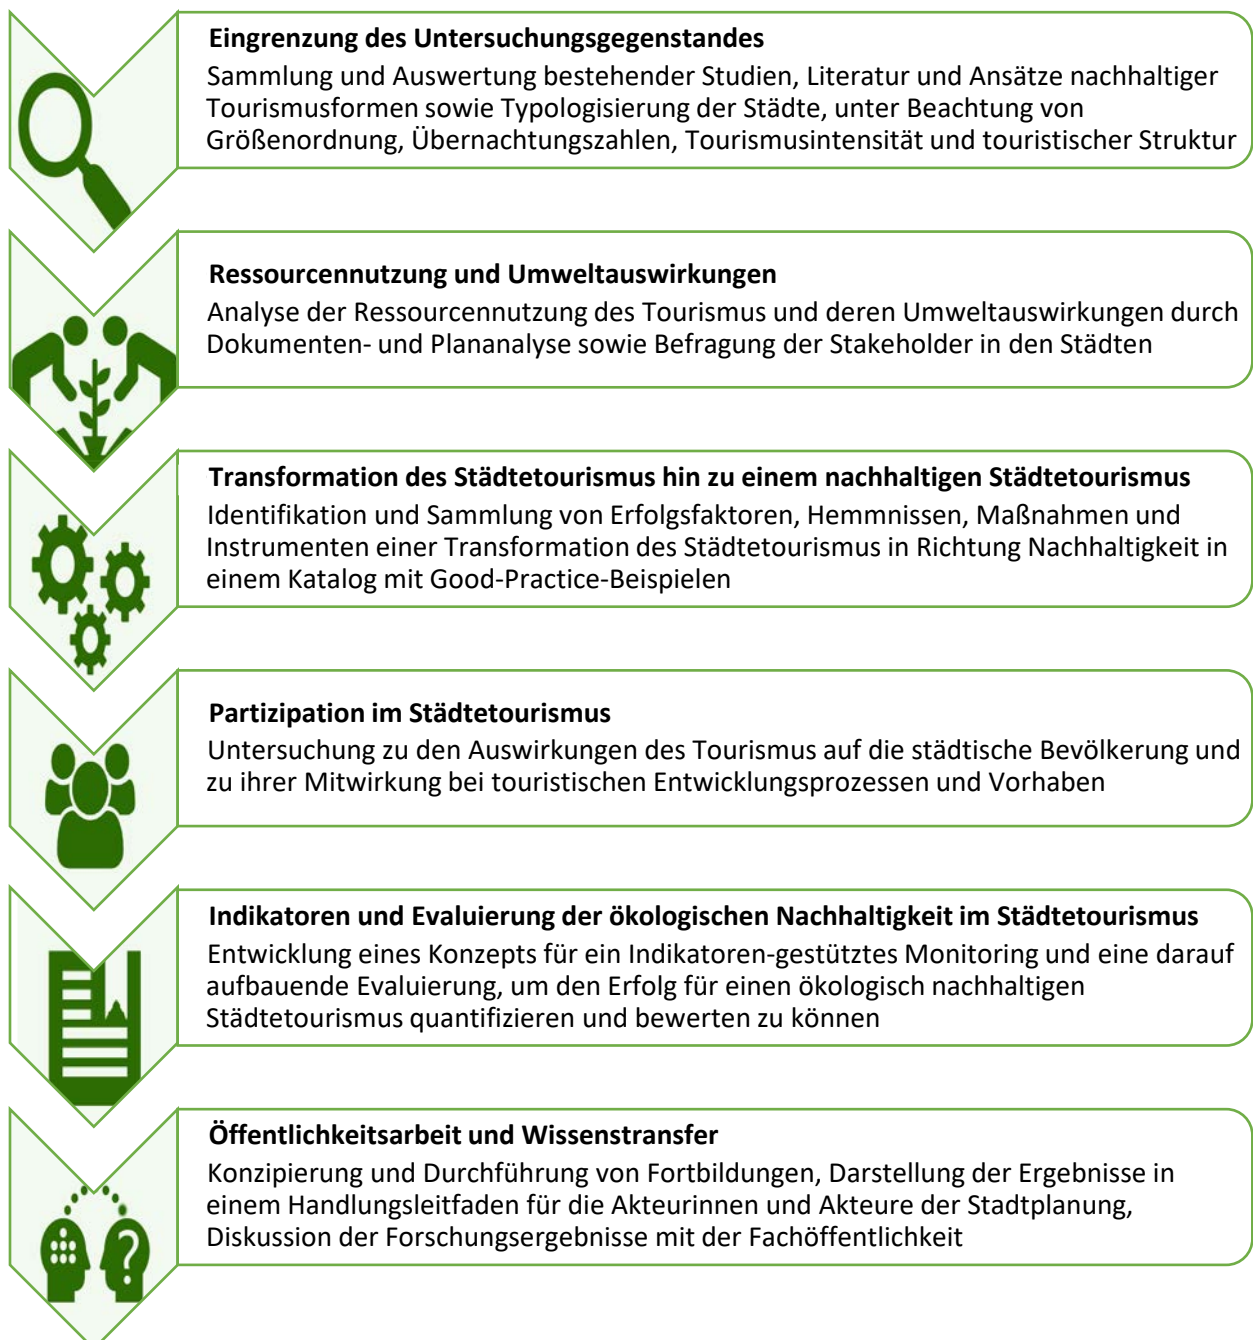 Eingrenzung des Untersuchungsgegenstandes
Sammlung und Auswertung bestehender Studien, Literatur und Ansätze nachhaltiger
Tourismusformen sowie Typologisierung der Städte, unter Beachtung von
Größenordnung, Übernachtungszahlen, Tourismusintensität und touristischer Struktur
Ressourcennutzung und Umweltauswirkungen
Analyse der Ressourcennutzung des Tourismus und deren Umweltauswirkungen durch
Dokumenten- und Plananalyse sowie Befragung der Stakeholder in den Städten
Transformation des Städtetourismus hin zu einem nachhaltigen Städtetourismus
Identifikation und Sammlung von Erfolgsfaktoren, Hemmnissen, Maßnahmen und
Instrumenten einer Transformation des Städtetourismus in Richtung Nachhaltigkeit in
einem Katalog mit Good-Practice-Beispielen
Partizipation im Städtetourismus
Untersuchung zu den Auswirkungen des Tourismus auf die städtische Bevölkerung und
zu ihrer Mitwirkung bei touristischen Entwicklungsprozessen und Vorhaben
Indikatoren und Evaluierung der ökologischen Nachhaltigkeit im Städtetourismus
Entwicklung eines Konzepts für ein Indikatoren-gestütztes Monitoring und eine darauf
aufbauende Evaluierung, um den Erfolg für einen ökologisch nachhaltigen
Städtetourismus quantifizieren und bewerten zu können
Öffentlichkeitsarbeit und Wissenstransfer
Konzipierung und Durchführung von Fortbildungen, Darstellung der Ergebnisse in
einem Handlungsleitfaden für die Akteurinnen und Akteure der Stadtplanung,
Diskussion der Forschungsergebnisse mit der Fachöffentlichkeit
?